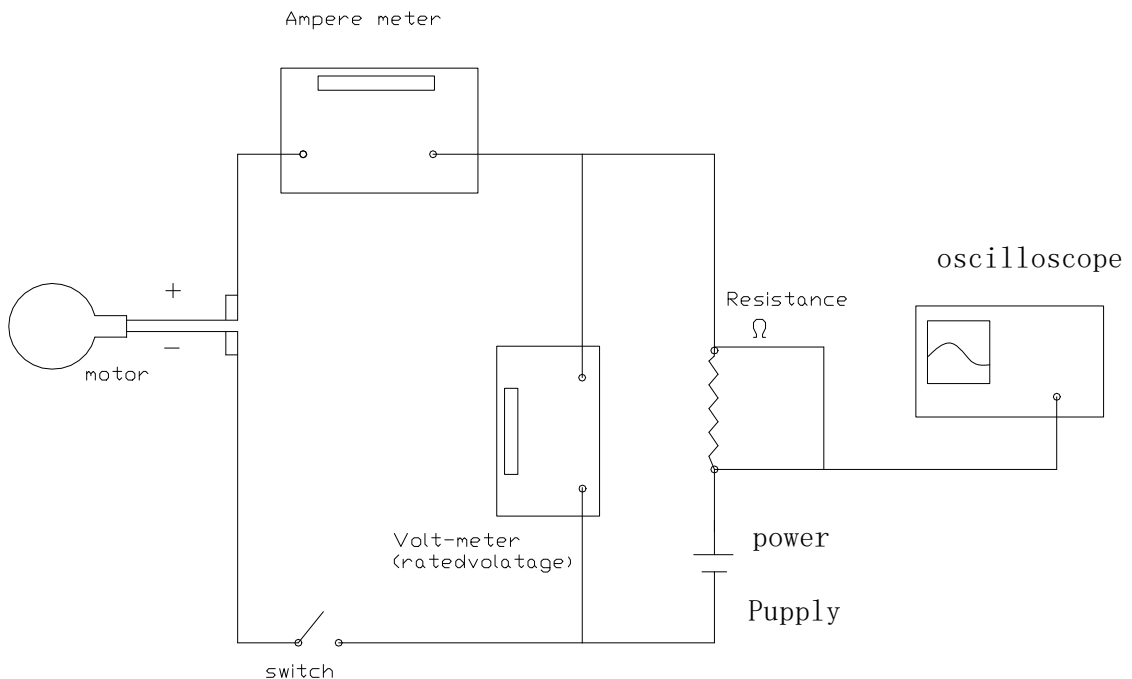 Ampere meter
oscilloscope
+
Resistance
Ω
−
motor
Volt-meter
(ratedvolatage)
power
Pupply
switch